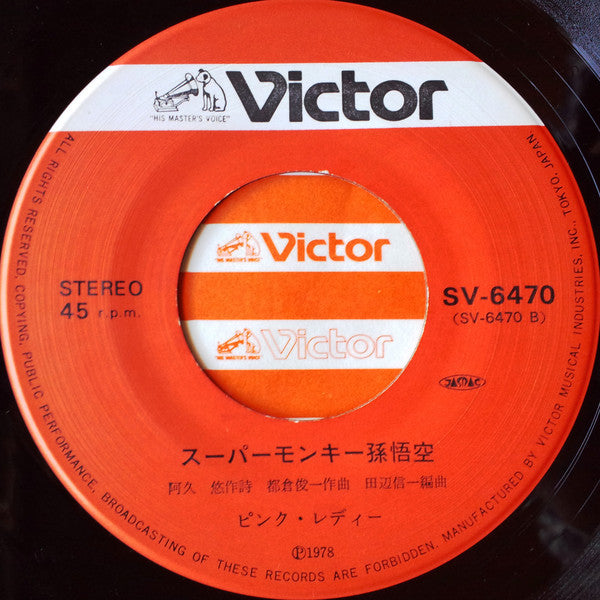 Victor
"HIS MASTER'S VOICE"
Victor
"HIS MASTER'S VOICE"
Victor
"HIS MASTER'S VOICE"
STEREO
45 r.p.m.
SV-6470
(SV-6470 B)
JASRAC
スーパーモンキー孫悟空
阿久 悠作詩 都倉俊一作曲 田辺信一編曲
ピンク・レディー
Ⓟ1978
ALL RIGHTS RESERVED. COPYING, PUBLIC PERFORMANCE, BROADCASTING OF THESE RECORDS ARE FORBIDDEN. MANUFACTURED BY VICTOR MUSICAL INDUSTRIES, INC., TOKYO, JAPAN